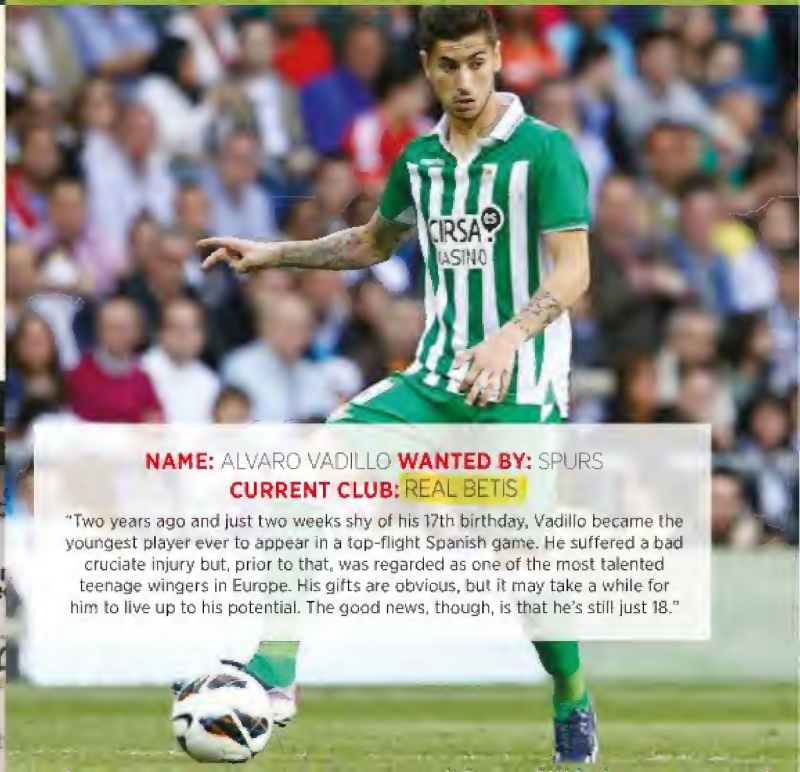 CIRSA
es
NAME: ALVARO VADILLO WANTED BY: SPURS
CURRENT CLUB: REAL BETIS
"Two years ago and just two weeks shy of his 17th birthday, Vadillo became the
youngest player ever to appear in a top-flight Spanish game. He suffered a bad
cruciate injury but, prior to that, was regarded as one of the most talented
teenage wingers in Europe. His gifts are obvious, but it may take a while for
him to live up to his potential. The good news, though, is that he's still just 18."